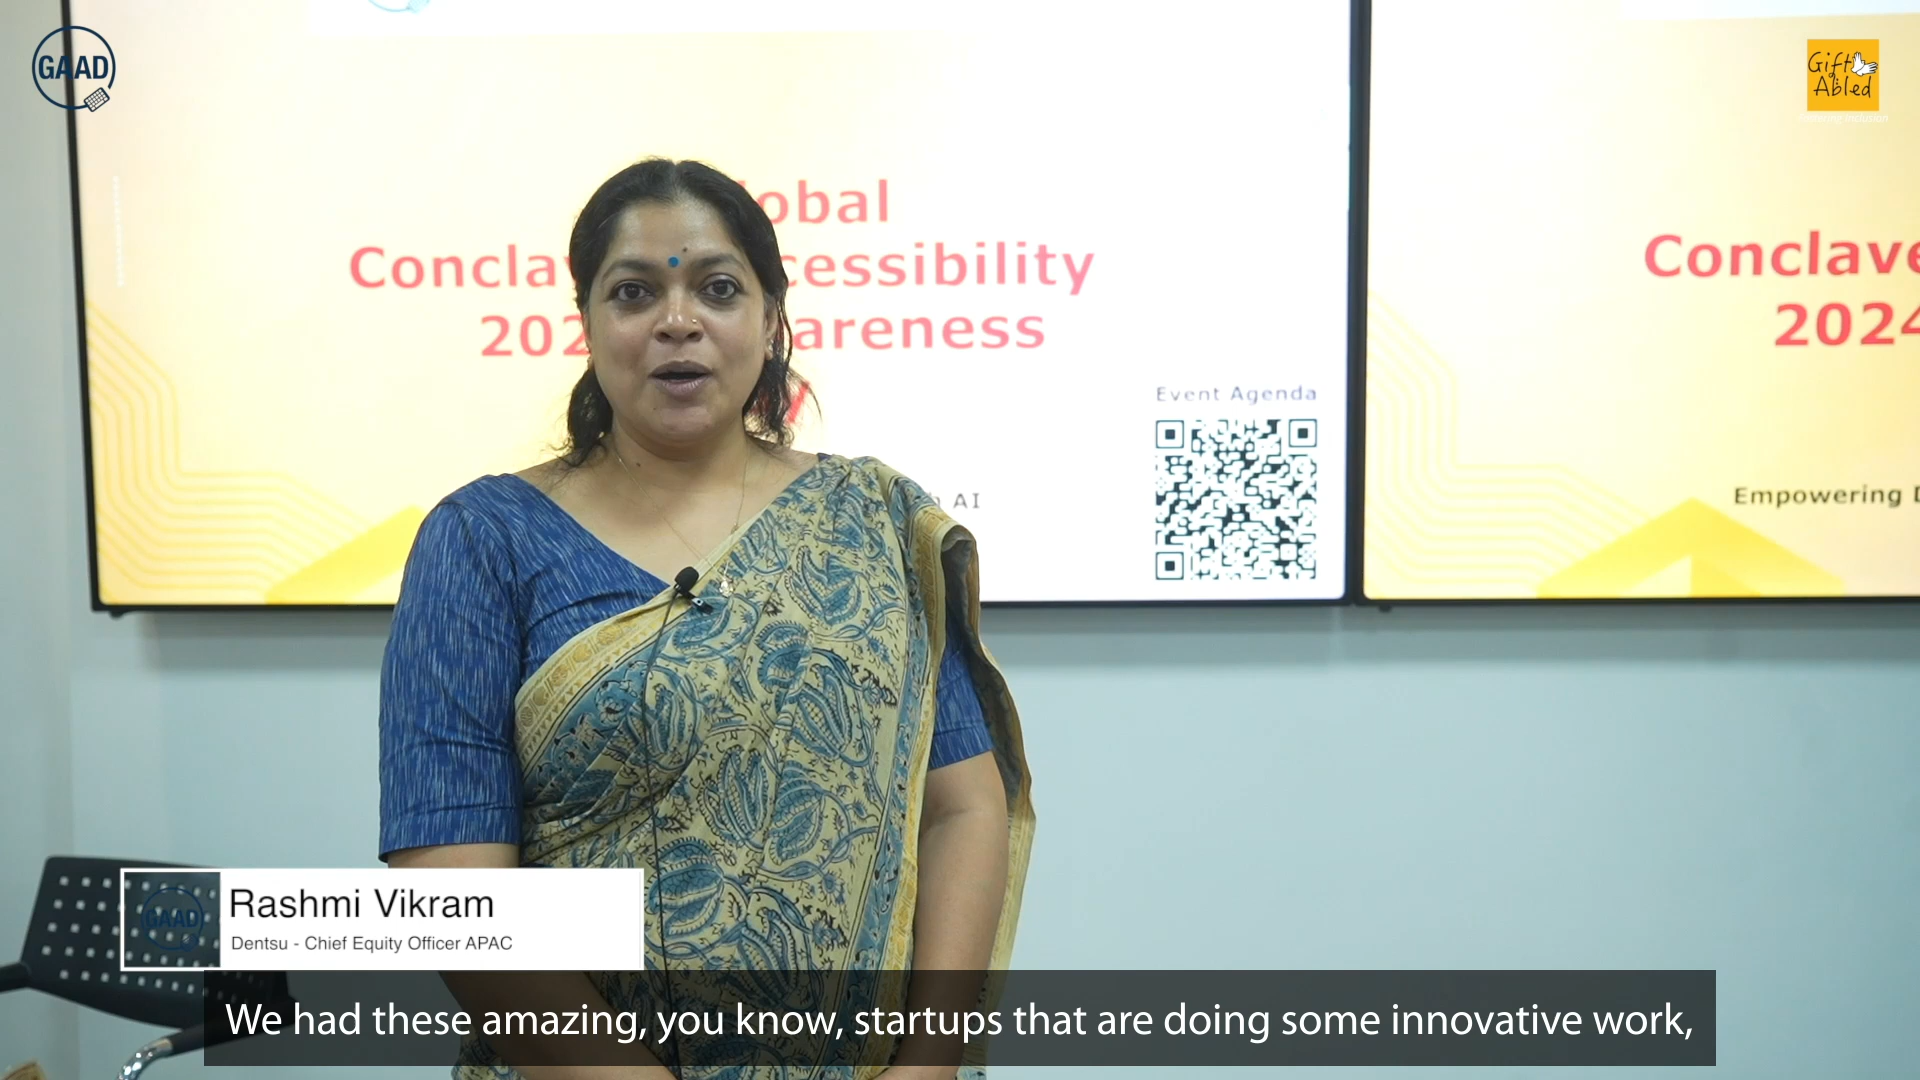 GAAD
Gift
Abled
obal
Concla cessibility
202 areness
Event Agenda
AI
Conclave
2024
Empowering
Rashmi Vikram
Dentsu - Chief Equity Officer APAC
We had these amazing, you know, startups that are doing some innovative work,